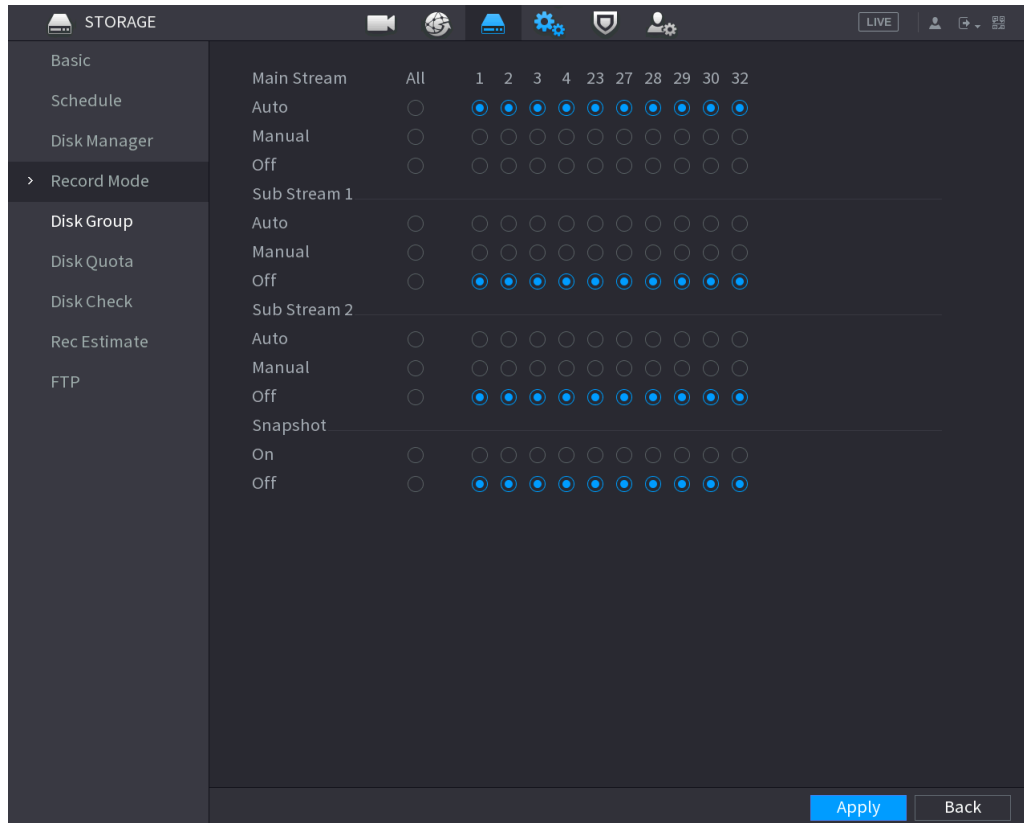 STORAGE LIVE
Basic
Schedule
Disk Manager
Record Mode
Disk Group
Disk Quota
Disk Check
Rec Estimate
FTP
Main Stream All 1 2 3 4 23 27 28 29 30 32
Auto
Manual
Off
Sub Stream 1
Auto
Manual
Off
Sub Stream 2
Auto
Manual
Off
Snapshot
On
Off
Apply Back